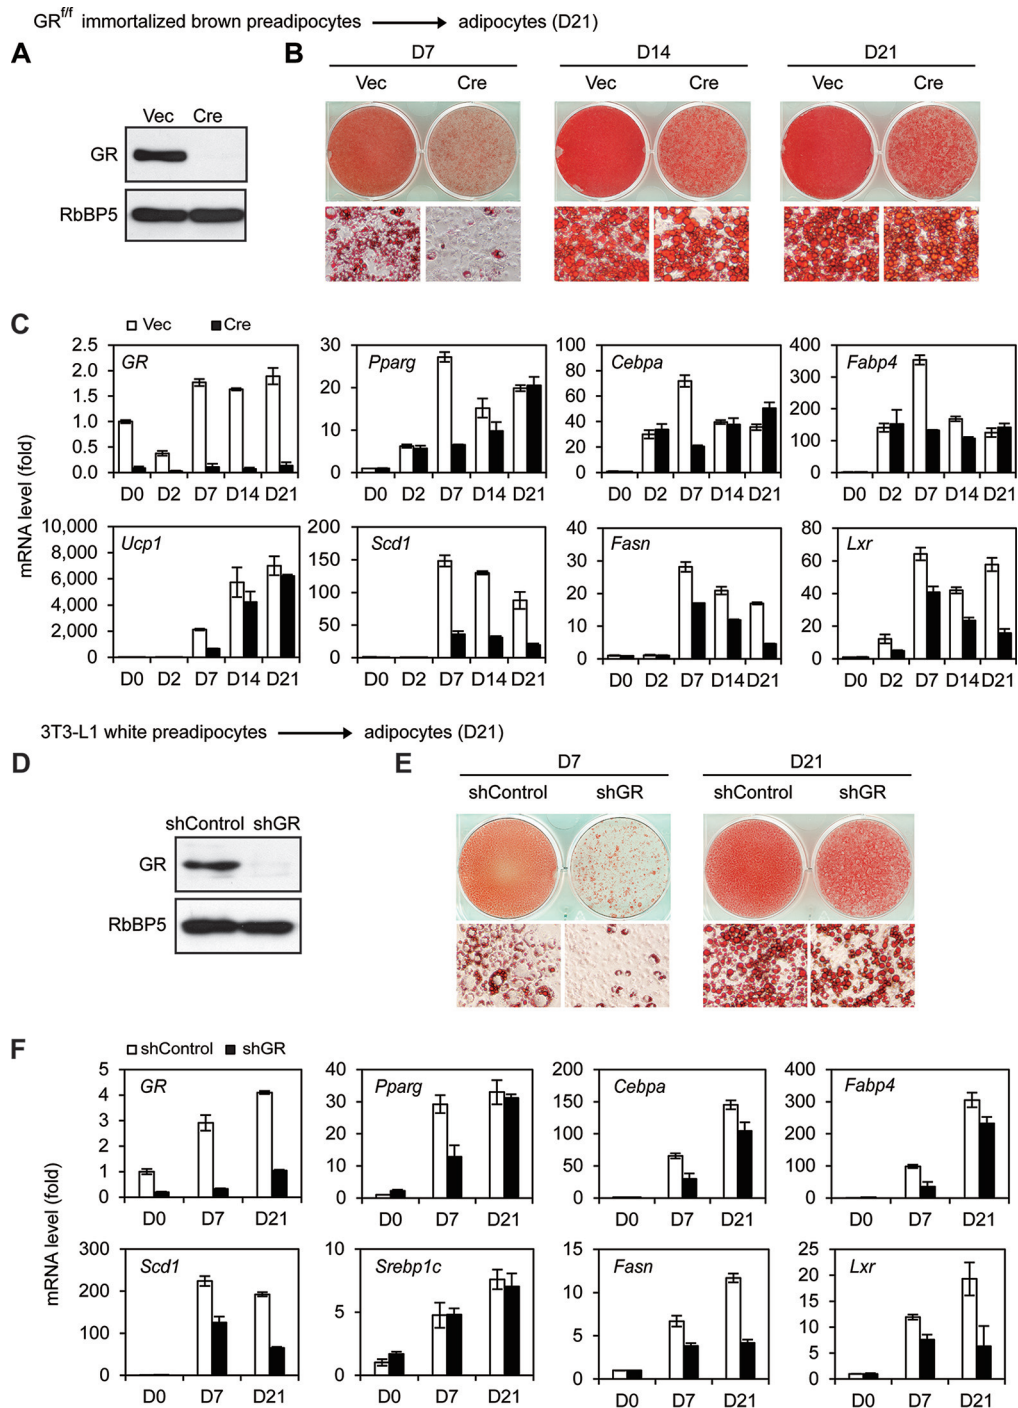 GRf/f immortalized brown preadipocytes → adipocytes (D21)
A
Vec Cre
GR
RbBP5
B
D7 D14 D21
Vec Cre Vec Cre Vec Cre
C
Vec Cre
mRNA level (fold)
GR
2.5
2.0
1.5
1.0
0.5
0.0
D0 D2 D7 D14 D21
Pparg
30
20
10
0
D0 D2 D7 D14 D21
Cebpa
100
80
60
40
20
0
D0 D2 D7 D14 D21
Fabp4
400
300
200
100
0
D0 D2 D7 D14 D21
Ucp1
10,000
8,000
6,000
4,000
2,000
0
D0 D2 D7 D14 D21
Scd1
200
150
100
50
0
D0 D2 D7 D14 D21
Fasn
40
30
20
10
0
D0 D2 D7 D14 D21
Lxr
80
60
40
20
0
D0 D2 D7 D14 D21
3T3-L1 white preadipocytes → adipocytes (D21)
D
shControl shGR
GR
RbBP5
E
D7 D21
shControl shGR shControl shGR
F
shControl shGR
mRNA level (fold)
GR
5
4
3
2
1
0
D0 D7 D21
Pparg
40
30
20
10
0
D0 D7 D21
Cebpa
200
150
100
50
0
D0 D7 D21
Fabp4
400
300
200
100
0
D0 D7 D21
Scd1
300
200
100
0
D0 D7 D21
Srebp1c
10
5
0
D0 D7 D21
Fasn
15
10
5
0
D0 D7 D21
Lxr
25
20
15
10
5
0
D0 D7 D21